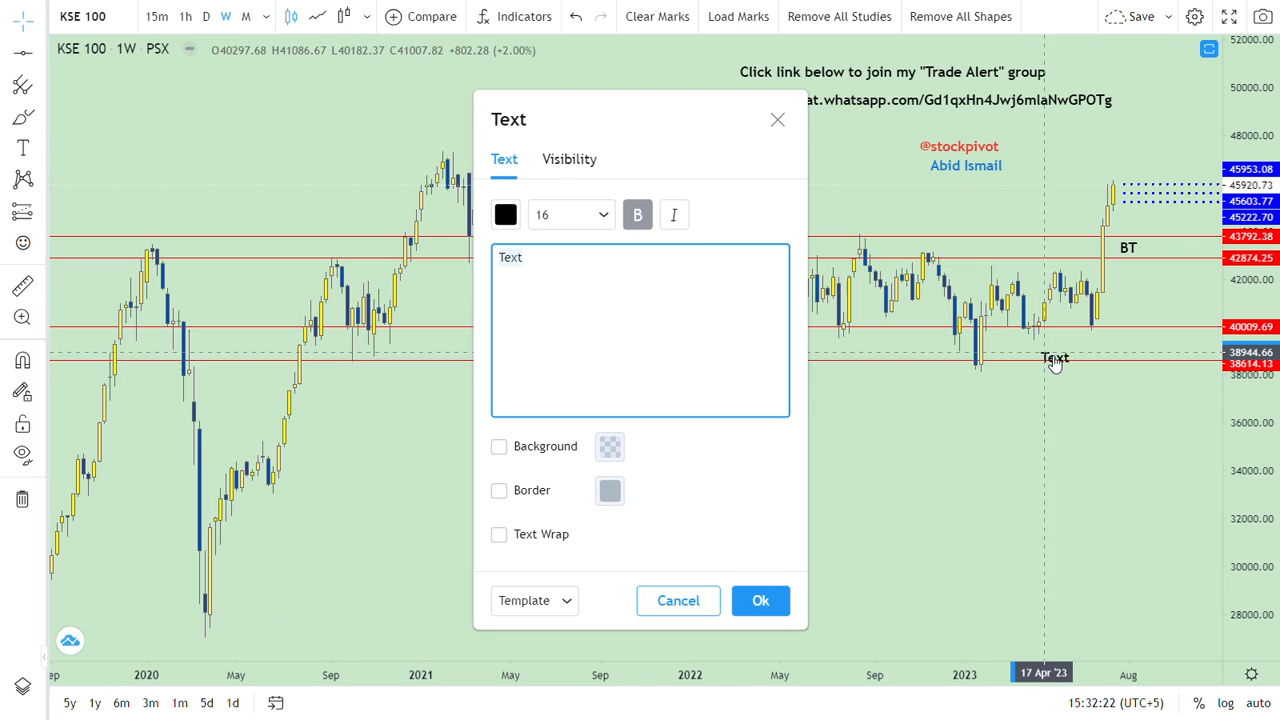 KSE 100 15m 1h D W M Compare Indicators Clear Marks Load Marks Remove All Studies Remove All Shapes Save
KSE 100 · 1W · PSX O40297.68 H41086.67 L40182.37 C41007.82 +802.28 (+2.00%)
Click link below to join my "Trade Alert" group
at.whatsapp.com/Gd1qxHn4Jwj6mlaNwGPOTg
@stockpivot
Abid Ismail
BT
Text
Text
Text Visibility
16 B I
Text
Background
Border
Text Wrap
Template Cancel Ok
52000.00
50000.00
48000.00
45953.08
45920.73
45603.77
45222.70
43792.38
42874.25
42000.00
40009.69
38944.66
38614.13
38000.00
36000.00
34000.00
32000.00
30000.00
28000.00
ep 2020 May Sep 2021 May Sep 2022 May Sep 2023 17 Apr '23 Aug
5y 1y 6m 3m 1m 5d 1d 15:32:22 (UTC+5) % log auto